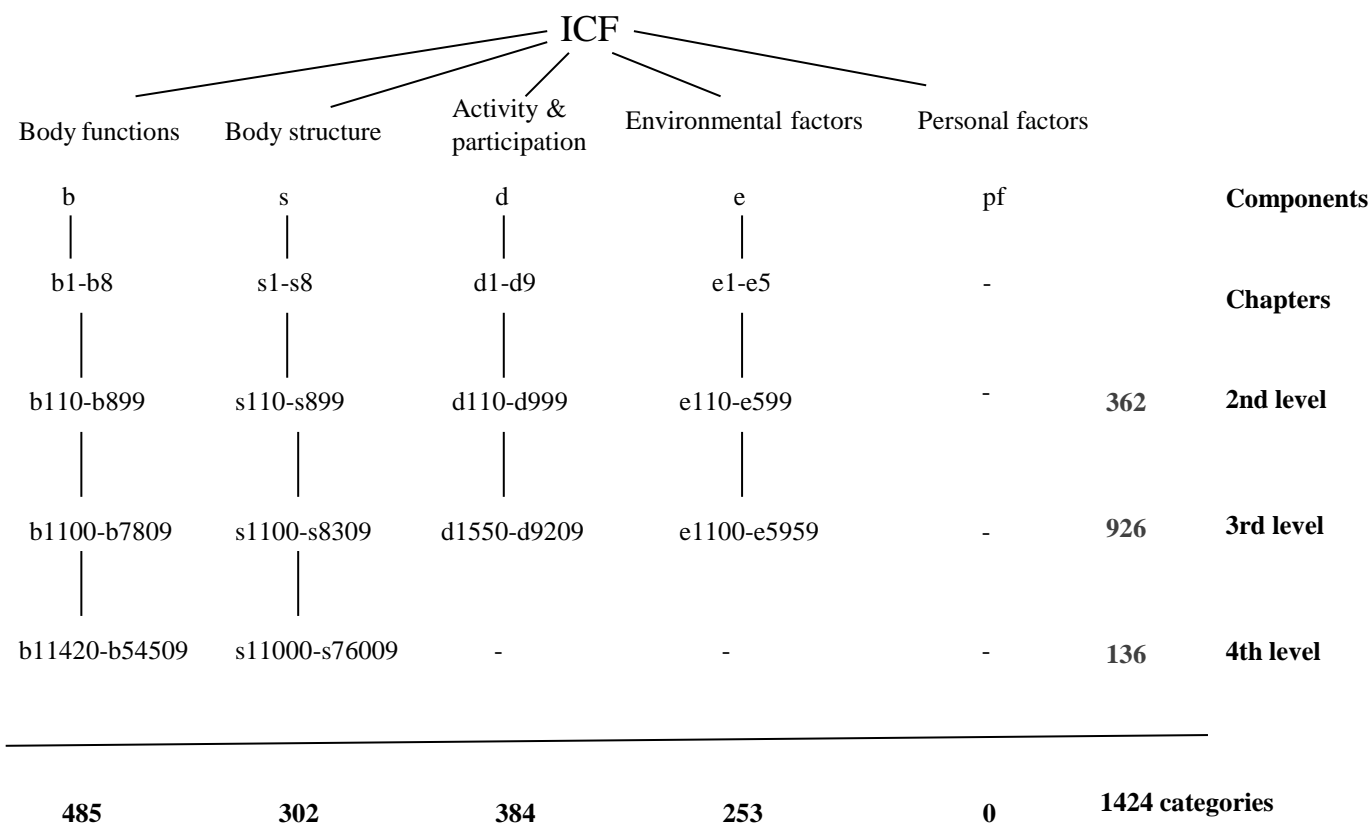 ICF
Body functions Body structure Activity & participation Environmental factors Personal factors
b s d e pf Components
b1-b8 s1-s8 d1-d9 e1-e5 - Chapters
b110-b899 s110-s899 d110-d999 e110-e599 - 362 2nd level
b1100-b7809 s1100-s8309 d1550-d9209 e1100-e5959 - 926 3rd level
b11420-b54509 s11000-s76009 - - - 136 4th level
485 302 384 253 0 1424 categories